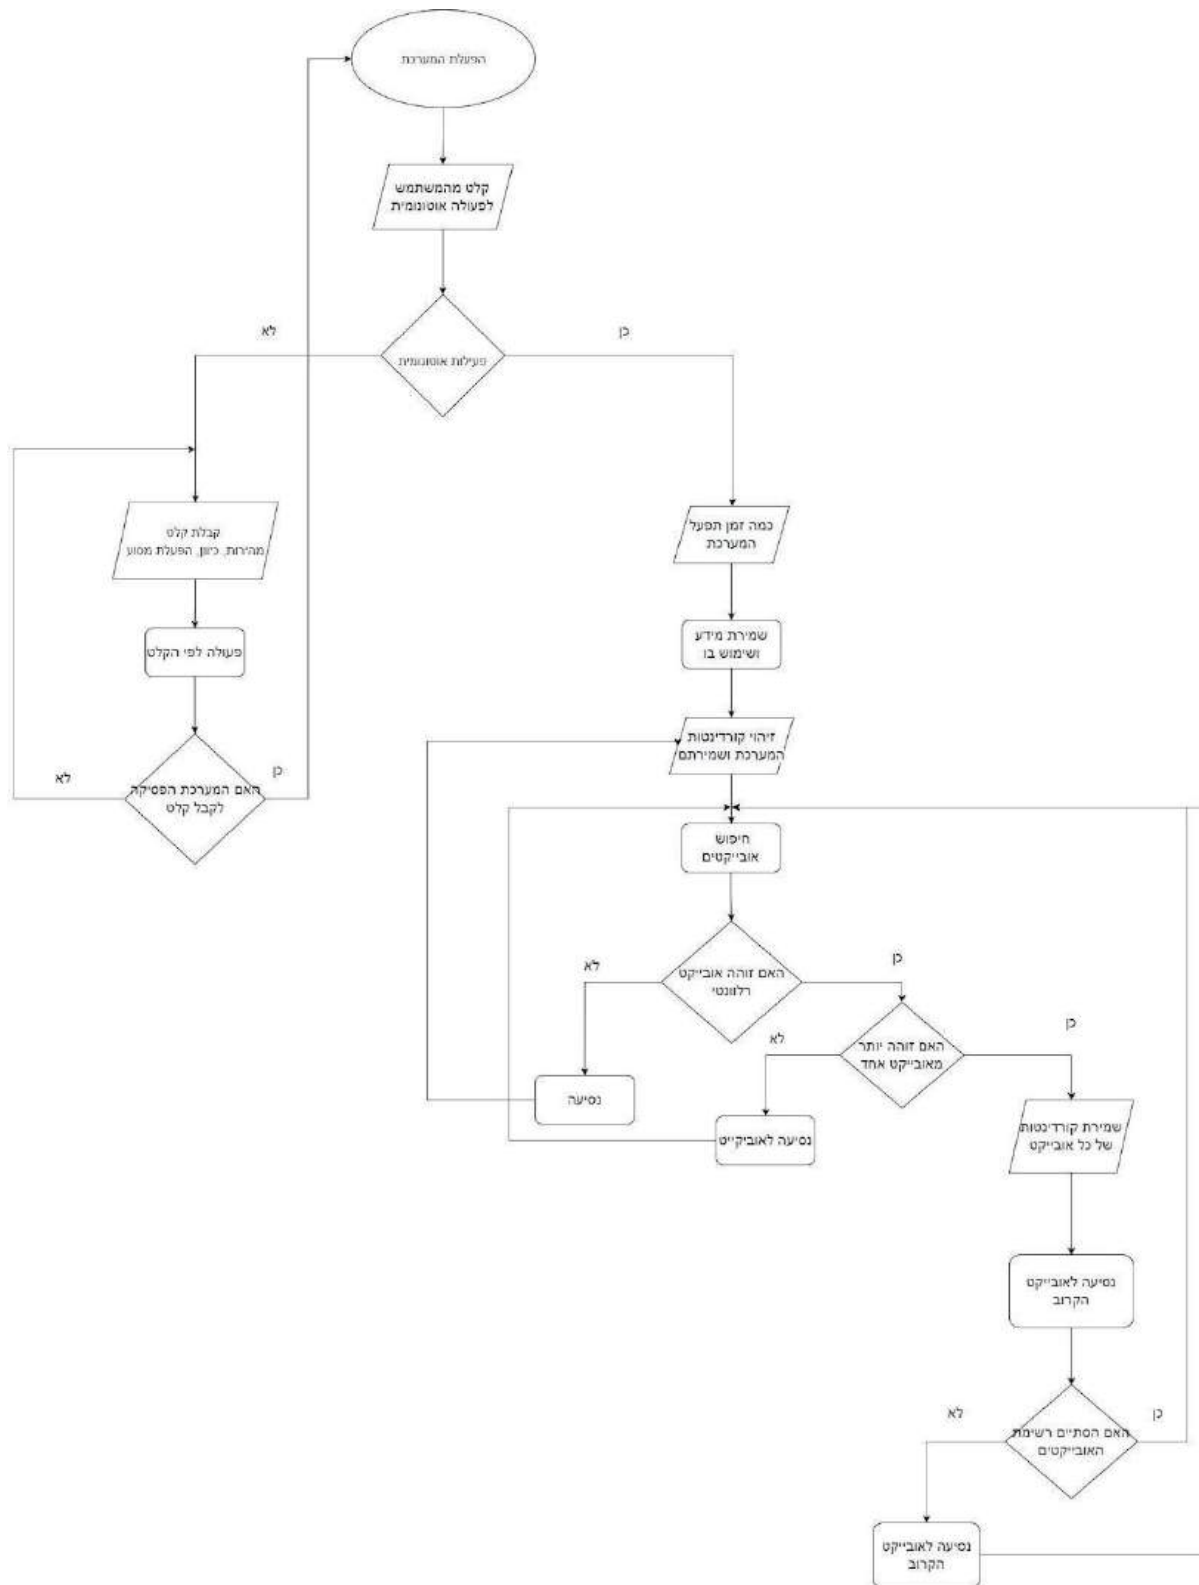 הפעלת המערכת
קלט מהמשתמש
לפעולה אוטונומית
לא
כן
פעילות אוטונומית
קבלת קלט
מהירות, כיוון, הפעלת מסוע
כמה זמן תפעל
המערכת
פעולה לפי הקלט
שמירת מידע
ושימוש בו
זיהוי קורדינטות
המערכת ושמירתם
לא
כן
האם המערכת הפסיקה
לקבל קלט
חיפוש
אובייקטים
לא
כן
האם זוהה אובייקט
רלוונטי
לא
כן
האם זוהה יותר
מאובייקט אחד
נסיעה
נסיעה לאוביקייט
שמירת קורדינטות
של כל אובייקט
נסיעה לאובייקט
הקרוב
לא
כן
האם הסתיים רשימת
האובייקטים
נסיעה לאובייקט
הקרוב